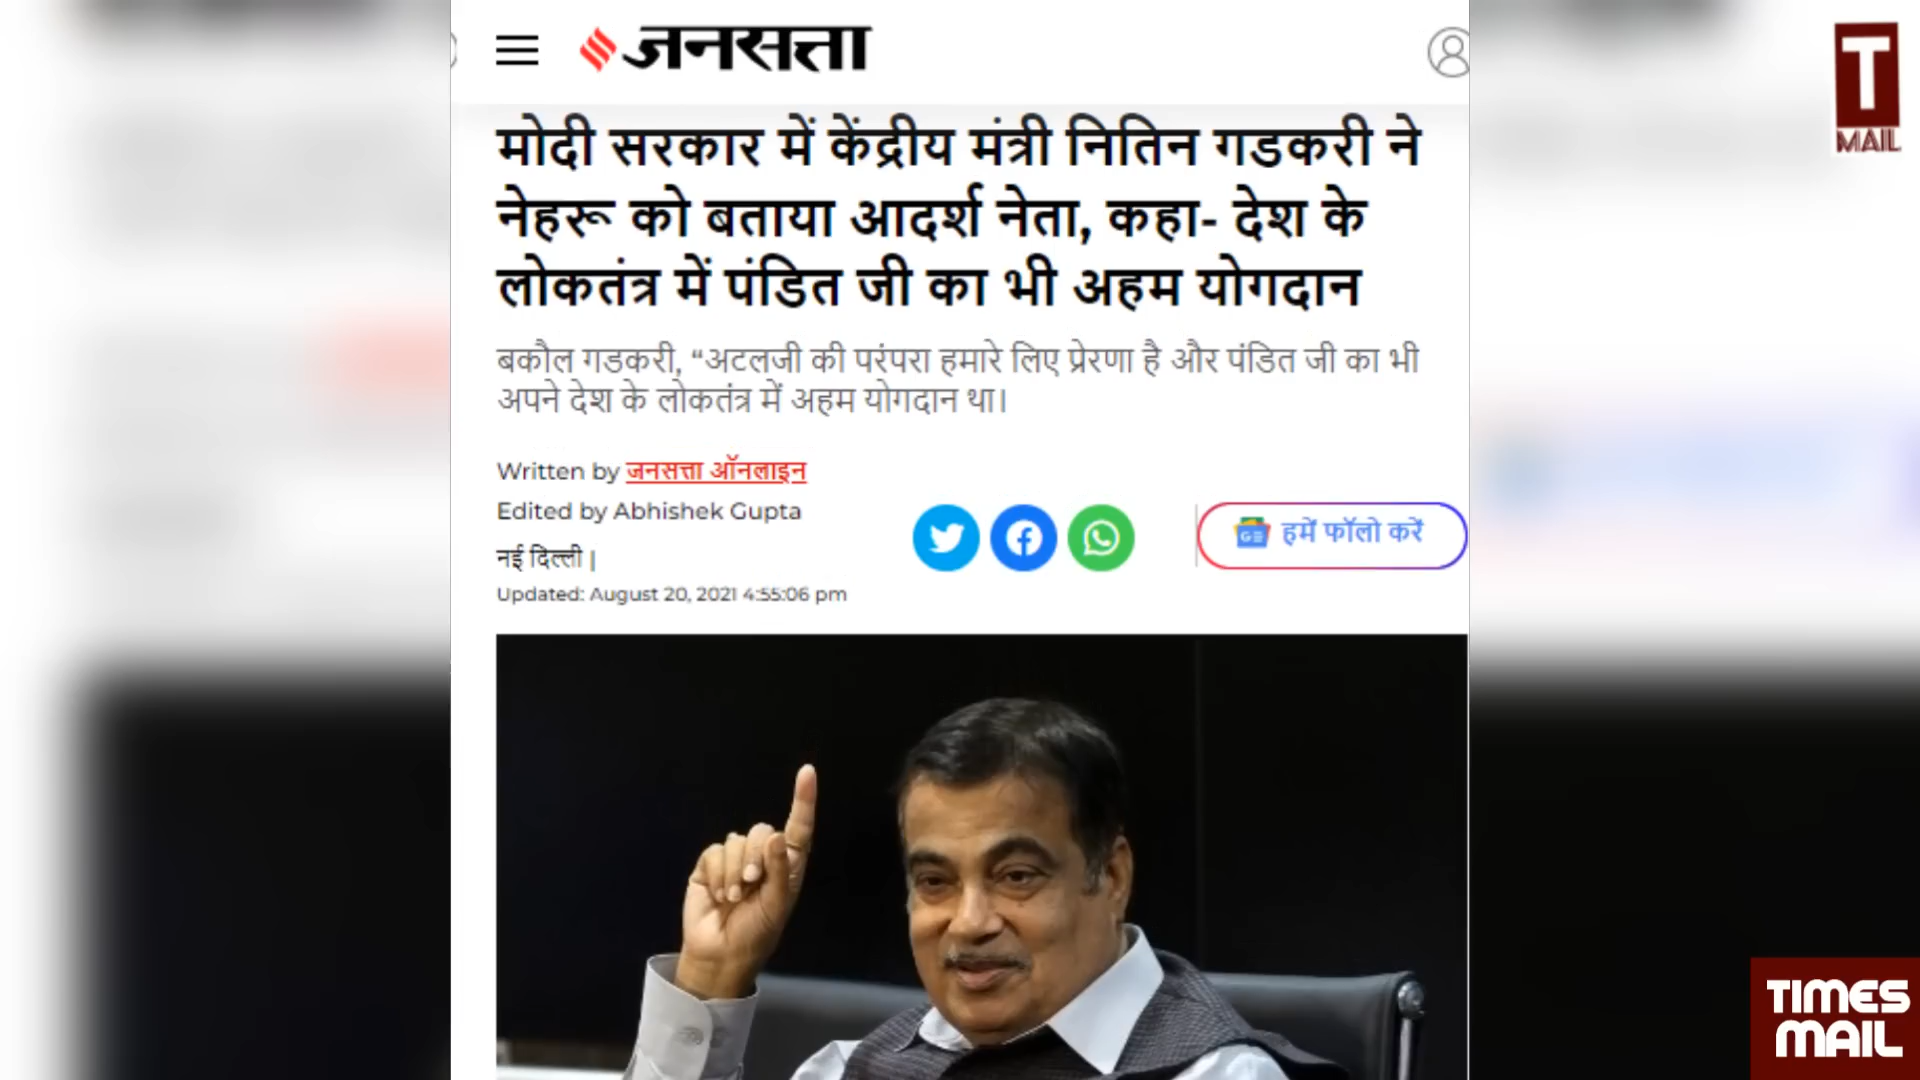 जनसत्ता
T
MAIL
मोदी सरकार में केंद्रीय मंत्री नितिन गडकरी ने
नेहरू को बताया आदर्श नेता, कहा- देश के
लोकतंत्र में पंडित जी का भी अहम योगदान
बकौल गडकरी, “अटलजी की परंपरा हमारे लिए प्रेरणा है और पंडित जी का भी
अपने देश के लोकतंत्र में अहम योगदान था।
Written by जनसत्ता ऑनलाइन
Edited by Abhishek Gupta
नई दिल्ली |
Updated: August 20, 2021 4:55:06 pm
GE हमें फॉलो करें
TIMES
MAIL